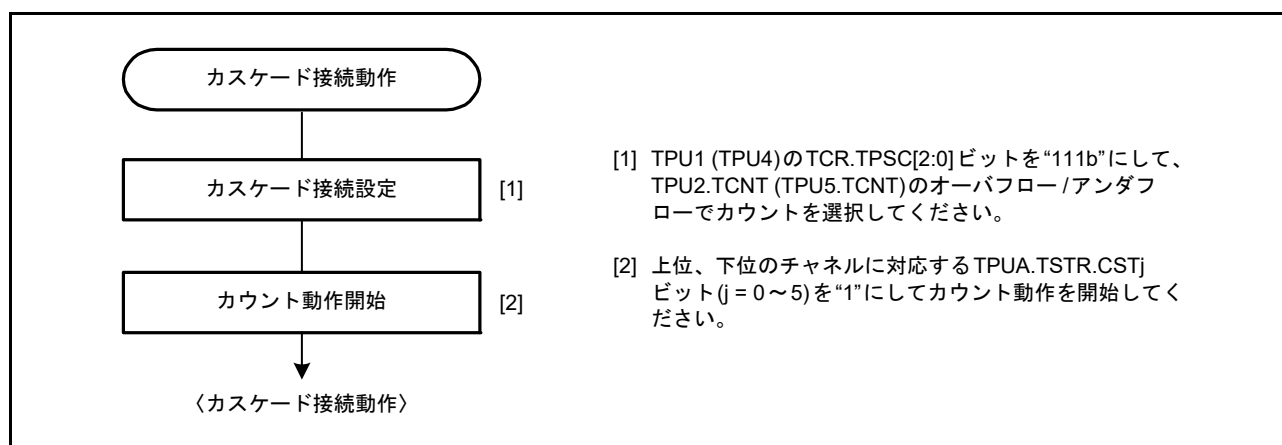 カスケード接続動作
カスケード接続設定 [1]
カウント動作開始 [2]
〈カスケード接続動作〉
[1] TPU1 (TPU4)のTCR.TPSC[2:0]ビットを“111b”にして、
TPU2.TCNT (TPU5.TCNT)のオーバフロー /アンダフ
ローでカウントを選択してください。
[2] 上位、下位のチャネルに対応するTPUA.TSTR.CSTj
ビット(j = 0～5)を“1”にしてカウント動作を開始してく
ださい。